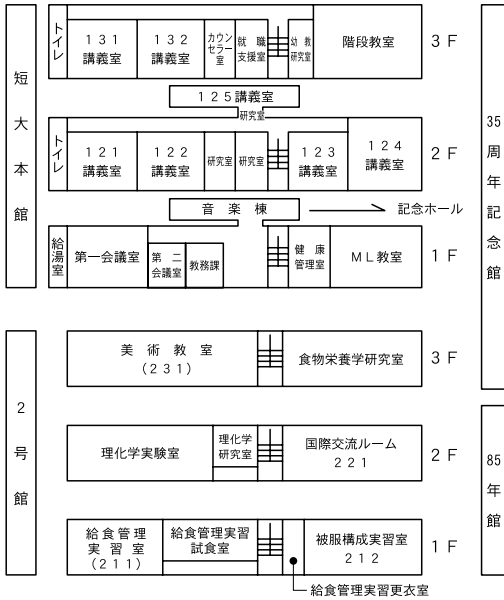 短大本館
トイレ
131
講義室
132
講義室
カウン
セラー
室
就職
支援室
幼教
研究室
階段教室
3F
125講義室
研究室
トイレ
121
講義室
122
講義室
研究室
研究室
123
講義室
124
講義室
2F
音楽棟
記念ホール
給湯室
第一会議室
第二
会議室
教務課
健康
管理室
ML教室
1F
35周年記念館
2号館
美術教室
(231)
食物栄養学研究室
3F
理化学実験室
理化学
研究室
国際交流ルーム
221
2F
給食管理
実習室
(211)
給食管理実習
試食室
被服構成実習室
212
1F
給食管理実習更衣室
85年館